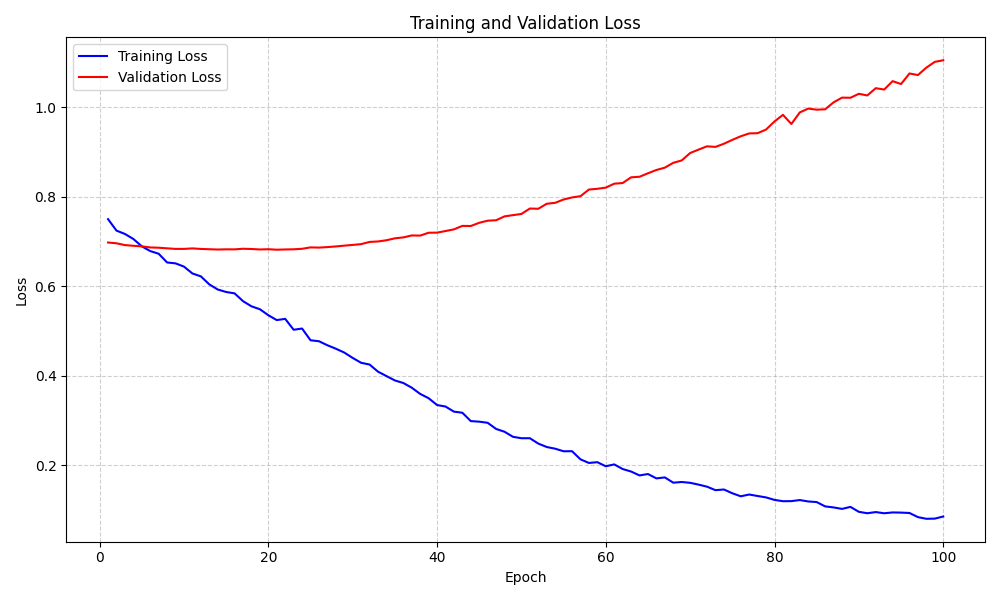 Training and Validation Loss
Training Loss
Validation Loss
1.0
0.8
0.6
0.4
0.2
Loss
0 20 40 60 80 100
Epoch